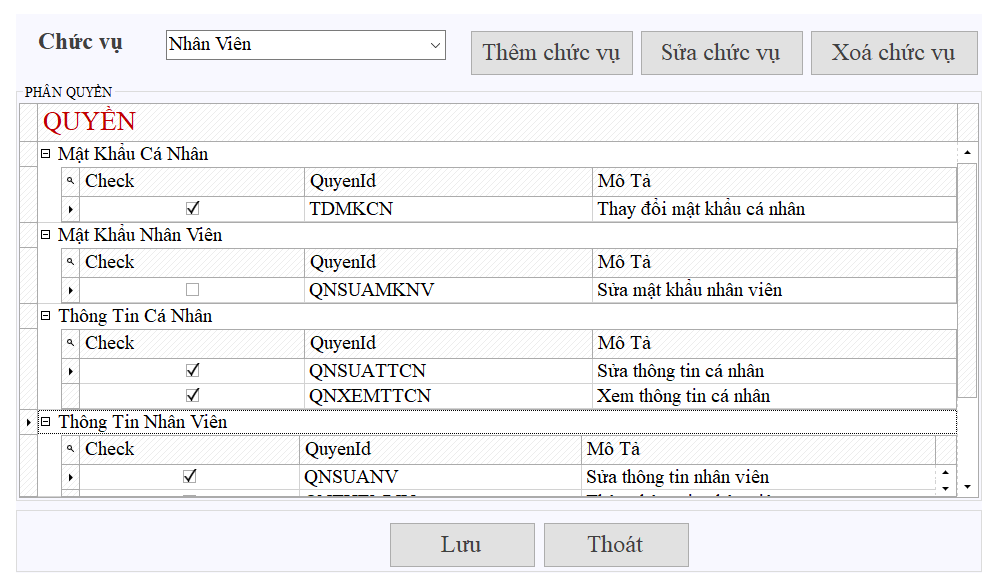 Chức vụ Nhân Viên Thêm chức vụ Sửa chức vụ Xoá chức vụ
PHÂN QUYỀN
QUYỀN
Mật Khẩu Cá Nhân
Check QuyenId Mô Tả
TDMKCN Thay đổi mật khẩu cá nhân
Mật Khẩu Nhân Viên
Check QuyenId Mô Tả
QNSUAMKNV Sửa mật khẩu nhân viên
Thông Tin Cá Nhân
Check QuyenId Mô Tả
QNSUATTCN Sửa thông tin cá nhân
QNXEMTTCN Xem thông tin cá nhân
Thông Tin Nhân Viên
Check QuyenId Mô Tả
QNSUANV Sửa thông tin nhân viên
Lưu Thoát